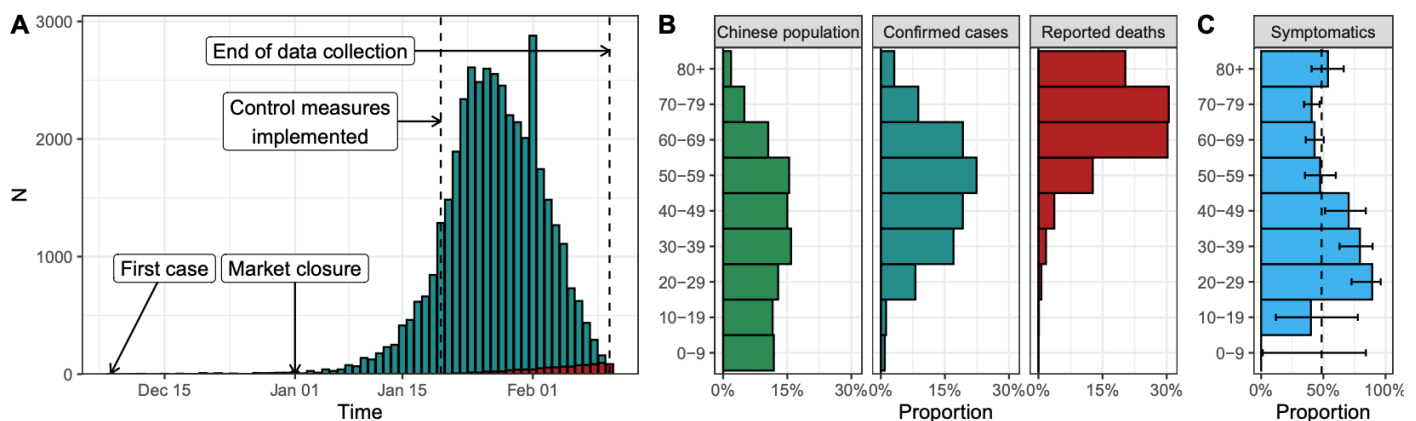 A
3000
2000
1000
0
N
End of data collection
Control measures
implemented
First case
Market closure
Dec 15
Jan 01
Jan 15
Feb 01
Time
B
Chinese population
Confirmed cases
Reported deaths
80+
70−79
60−69
50−59
40−49
30−39
20−29
10−19
0−9
0%
15%
30%
0%
15%
30%
0%
15%
30%
Proportion
C
Symptomatics
80+
70−79
60−69
50−59
40−49
30−39
20−29
10−19
0−9
0%
50%
100%
Proportion